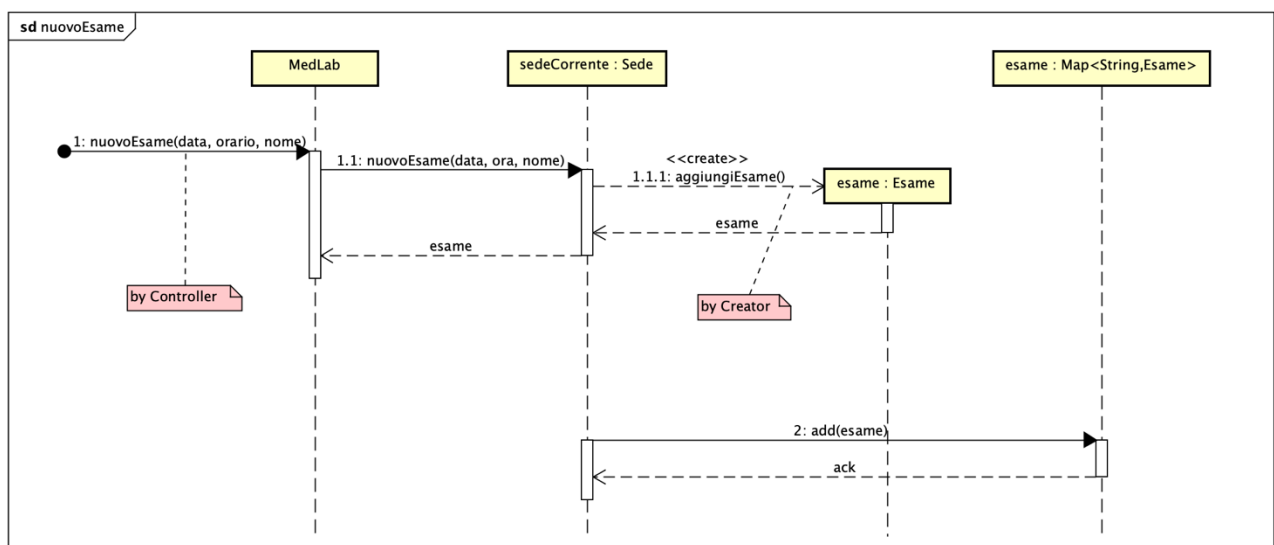 sd nuovoEsame
MedLab
sedeCorrente : Sede
esame : Map<String,Esame>
1: nuovoEsame(data, orario, nome)
1.1: nuovoEsame(data, ora, nome)
<<create>>
1.1.1: aggiungiEsame()
esame : Esame
esame
esame
by Controller
by Creator
2: add(esame)
ack